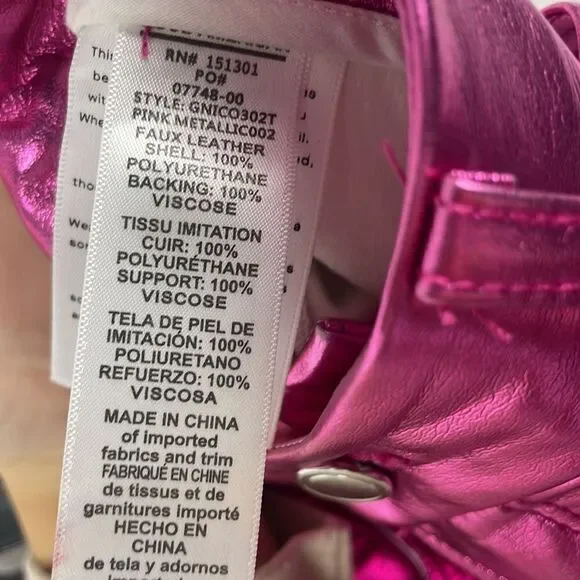 RN# 151301
PO#
07748-00
STYLE: GNICO302T
PINK METALLIC002
FAUX LEATHER
SHELL: 100%
POLYURETHANE
BACKING: 100%
VISCOSE
TISSU IMITATION
CUIR: 100%
POLYURÉTHANE
SUPPORT: 100%
VISCOSE
TELA DE PIEL DE
IMITACIÓN: 100%
POLIURETANO
REFUERZO: 100%
VISCOSA
MADE IN CHINA
of imported
fabrics and trim
FABRIQUÉ EN CHINE
de tissus et de
garnitures importé
HECHO EN
CHINA
de tela y adornos